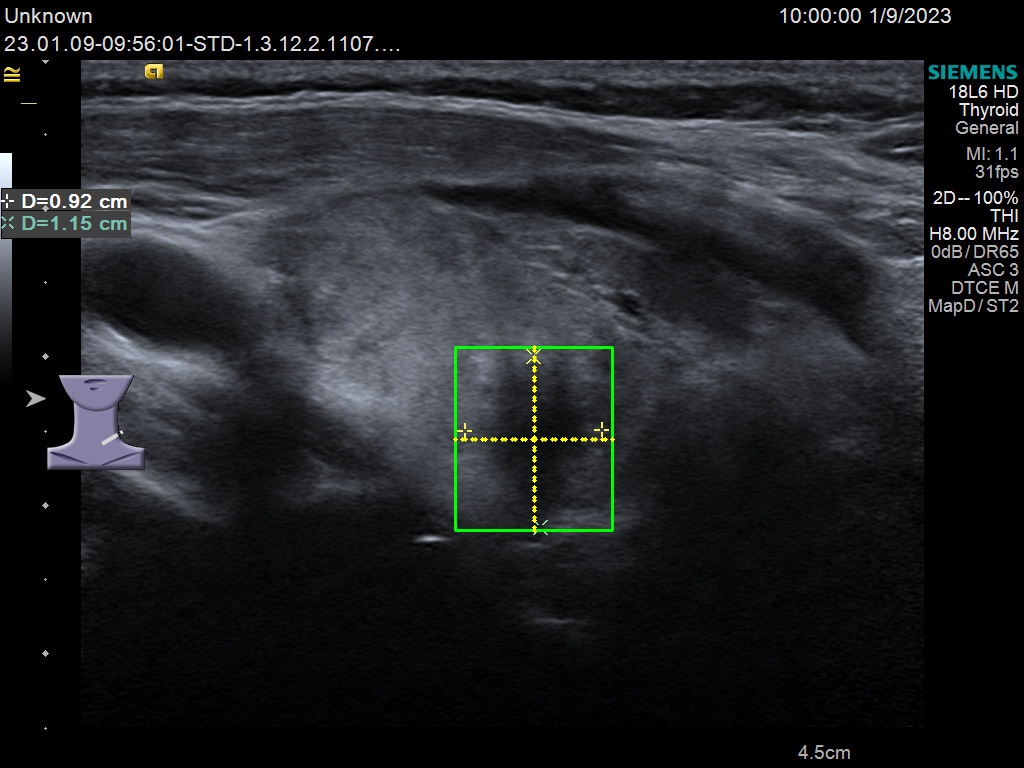 Unknown
10:00:00 1/9/2023
23.01.09-09:56:01-STD-1.3.12.2.1107....
SIEMENS
18L6 HD
Thyroid
General
MI: 1.1
31fps
2D--100%
THI
H8.00 MHz
0dB/DR65
ASC 3
DTCE M
MapD/ST2
D=0.92 cm
D=1.15 cm
4.5cm